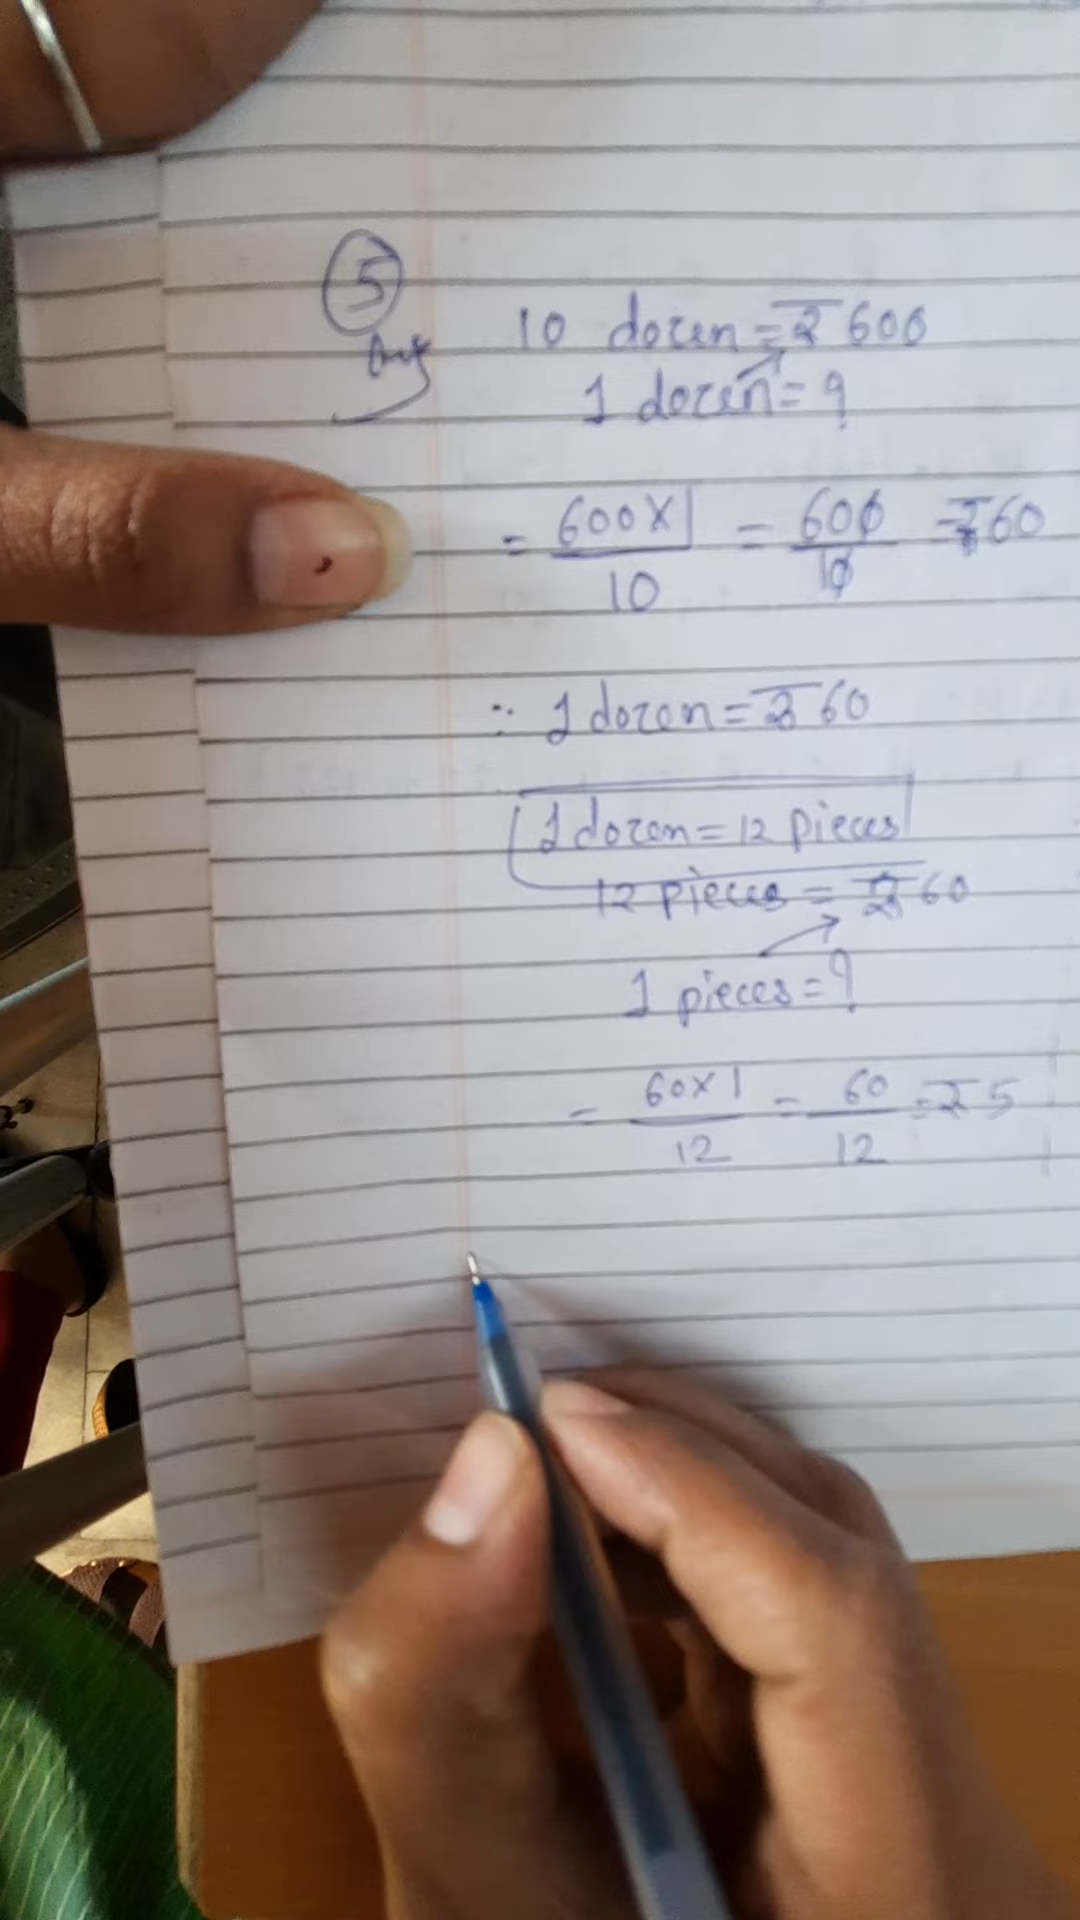 5
Ans
10 dozen = ₹ 600
1 dozen = ?
= 600 x 1 / 10 = 600 / 10 = ₹ 60
∴ 1 dozen = ₹ 60
1 dozen = 12 pieces
12 pieces = ₹ 60
1 pieces = ?
= 60 x 1 / 12 = 60 / 12 = ₹ 5